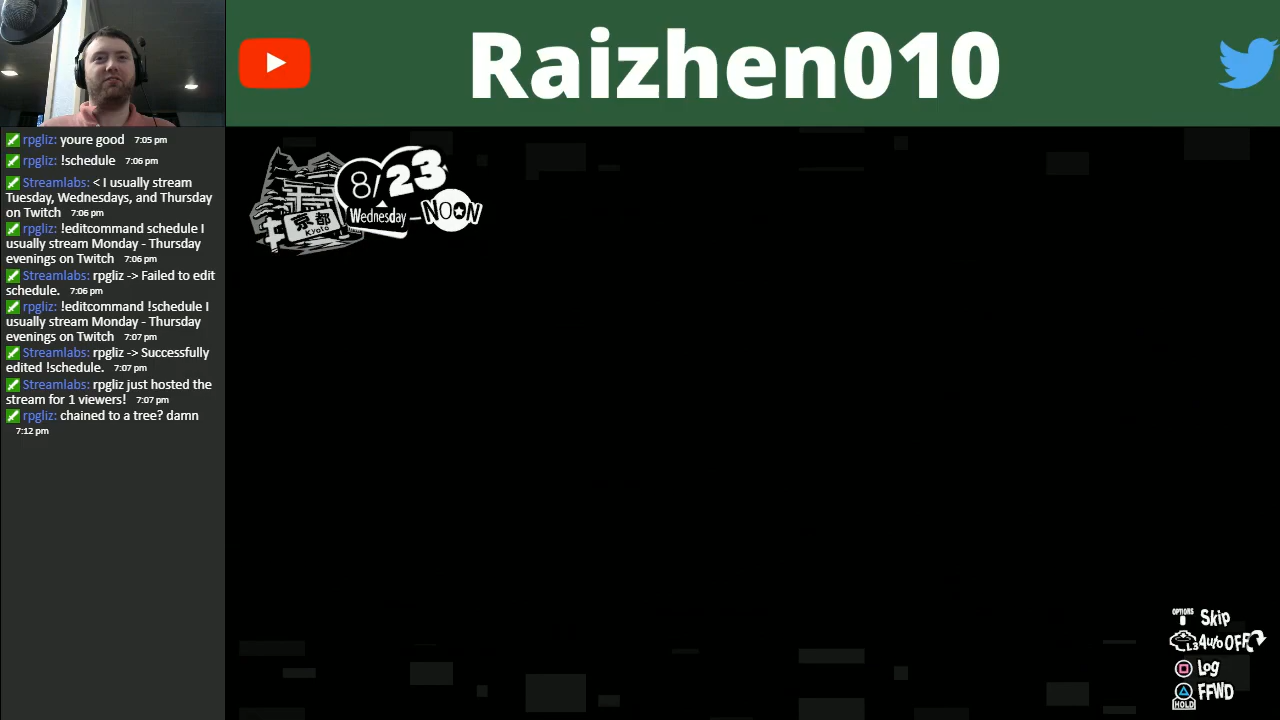 Raizhen010
rpgliz: youre good 7:05 pm
rpgliz: !schedule 7:06 pm
Streamlabs: < I usually stream
Tuesday, Wednesdays, and Thursday
on Twitch 7:06 pm
rpgliz: !editcommand schedule I
usually stream Monday - Thursday
evenings on Twitch 7:06 pm
Streamlabs: rpgliz -> Failed to edit
schedule. 7:06 pm
rpgliz: !editcommand !schedule I
usually stream Monday - Thursday
evenings on Twitch 7:07 pm
Streamlabs: rpgliz -> Successfully
edited !schedule. 7:07 pm
Streamlabs: rpgliz just hosted the
stream for 1 viewers! 7:07 pm
rpgliz: chained to a tree? damn
7:12 pm
8/23
Wednesday NOON
京都
Kyoto
OPTIONS Skip
L3 Auto OFF
Log
FFWD
HOLD